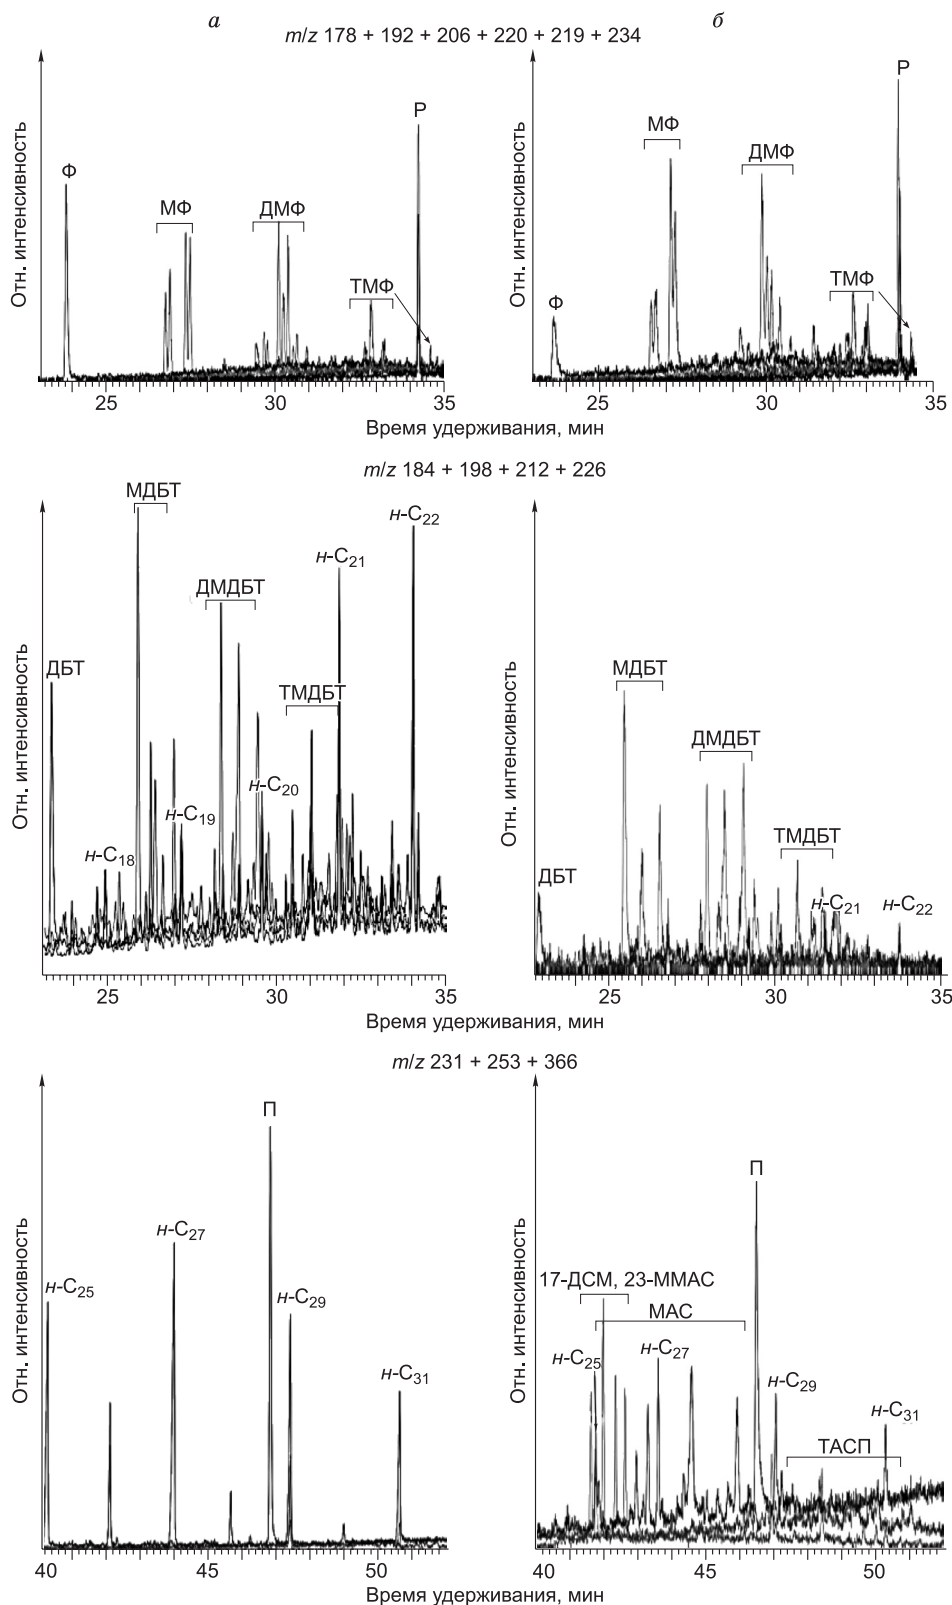 а
б
m/z 178 + 192 + 206 + 220 + 219 + 234
Отн. интенсивность
Ф
МФ
ДМФ
ТМФ
Р
25
30
35
Время удерживания, мин
Отн. интенсивность
Ф
МФ
ДМФ
ТМФ
Р
25
30
35
m/z 184 + 198 + 212 + 226
Отн. интенсивность
ДБТ
МДБТ
ДМДБТ
ТМДБТ
н-C18
н-C19
н-C20
н-C21
н-C22
25
30
35
Время удерживания, мин
Отн. интенсивность
ДБТ
МДБТ
ДМДБТ
ТМДБТ
н-C21
н-C22
25
30
35
m/z 231 + 253 + 366
Отн. интенсивность
н-C25
н-C27
П
н-C29
н-C31
40
45
50
Время удерживания, мин
Отн. интенсивность
17-ДСМ, 23-ММАС
МАС
н-C25
н-C27
П
н-C29
н-C31
ТАСП
40
45
50